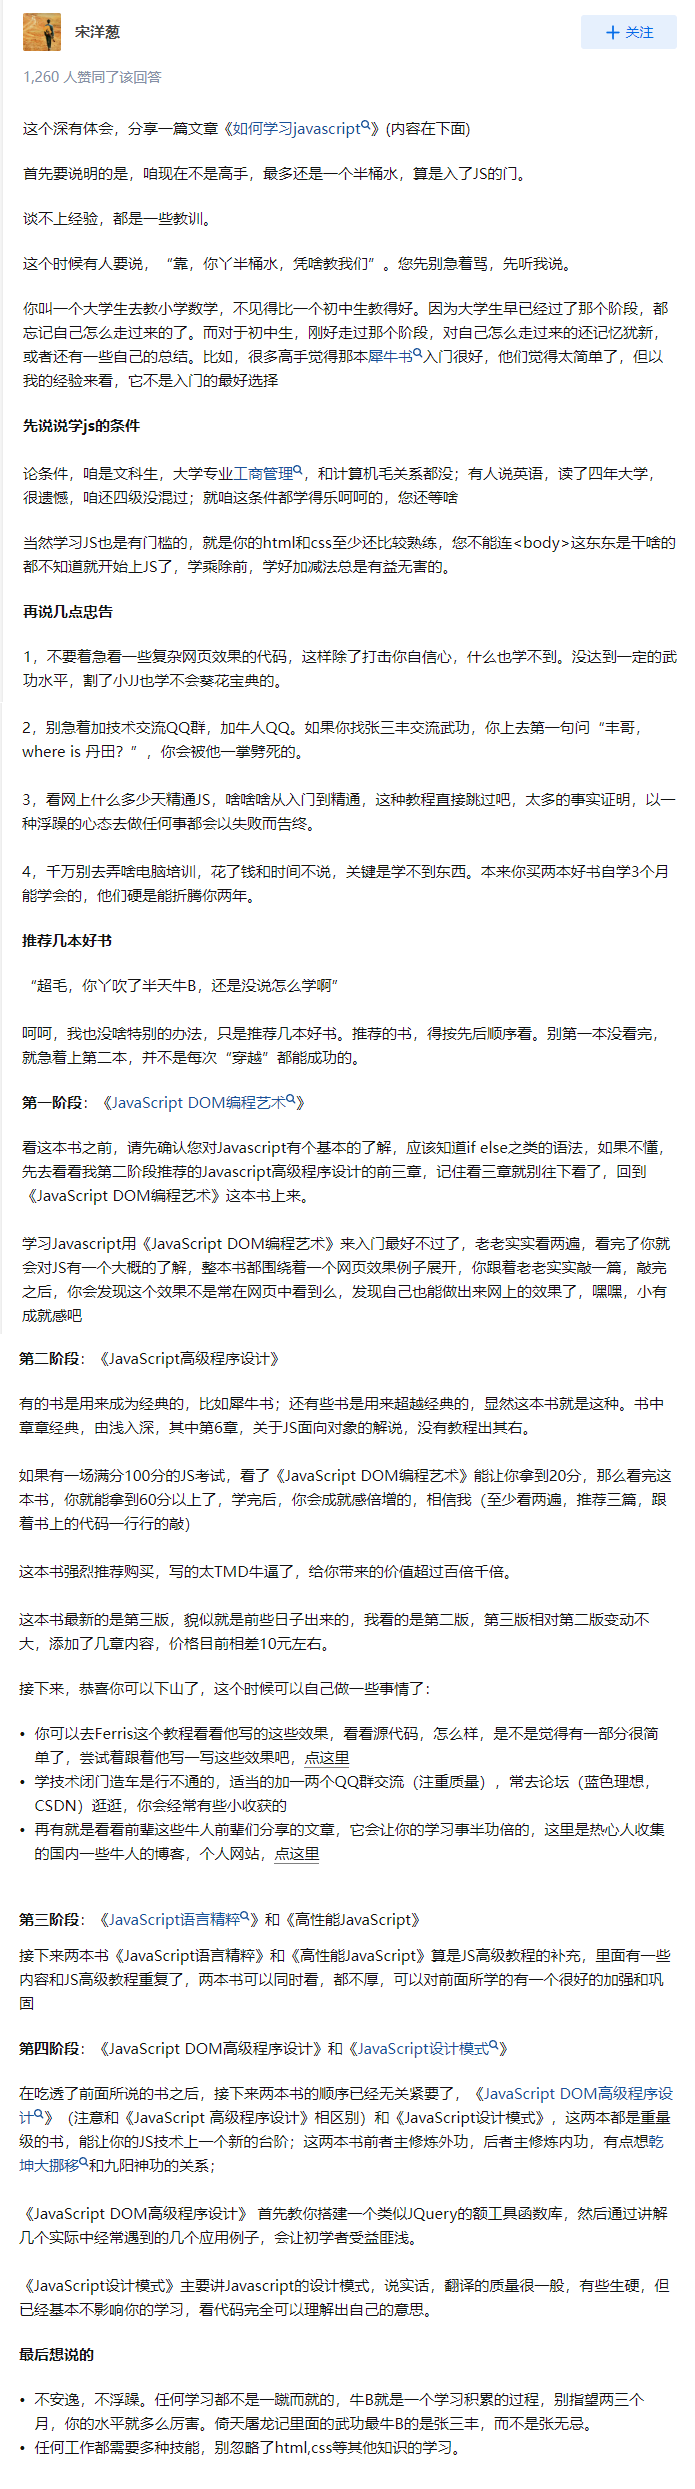 宋洋葱
关注
1,260 人赞同了该回答
这个深有体会，分享一篇文章《如何学习javascript》(内容在下面)
首先要说明的是，咱现在不是高手，最多还是一个半桶水，算是入了JS的门。
谈不上经验，都是一些教训。
这个时候有人要说，“靠，你丫半桶水，凭啥教我们”。您先别急着骂，先听我说。
你叫一个大学生去教小学数学，不见得比一个初中生教得好。因为大学生早已经过了那个阶段，都
忘记自己怎么走过来的了。而对于初中生，刚好走过那个阶段，对自己怎么走过来的还记忆犹新，
或者还有一些自己的总结。比如，很多高手觉得那本犀牛书入门很好，他们觉得太简单了，但以
我的经验来看，它不是入门的最好选择
先说说学js的条件
论条件，咱是文科生，大学专业工商管理，和计算机毛关系都没；有人说英语，读了四年大学，
很遗憾，咱还四级没混过；就咱这条件都学得乐呵呵的，您还等啥
当然学习JS也是有门槛的，就是你的html和css至少还比较熟练，您不能连<body>这东东是干啥的
都不知道就开始上JS了，学乘除前，学好加减法总是有益无害的。
再说几点忠告
1，不要着急看一些复杂网页效果的代码，这样除了打击你自信心，什么也学不到。没达到一定的武
功水平，割了小JJ也学不会葵花宝典的。
2，别急着加技术交流QQ群，加牛人QQ。如果你找张三丰交流武功，你上去第一句问“丰哥，
where is 丹田？”，你会被他一掌劈死的。
3，看网上什么多少天精通JS，啥啥啥从入门到精通，这种教程直接跳过吧，太多的事实证明，以一
种浮躁的心态去做任何事都会以失败而告终。
4，千万别去弄啥电脑培训，花了钱和时间不说，关键是学不到东西。本来你买两本好书自学3个月
能学会的，他们硬是能折腾你两年。
推荐几本好书
“超毛，你丫吹了半天牛B，还是没说怎么学啊”
呵呵，我也没啥特别的办法，只是推荐几本好书。推荐的书，得按先后顺序看。别第一本没看完，
就急着上第二本，并不是每次“穿越”都能成功的。
第一阶段：《JavaScript DOM编程艺术》
看这本书之前，请先确认您对Javascript有个基本的了解，应该知道if else之类的语法，如果不懂，
先去看看我第二阶段推荐的Javascript高级程序设计的前三章，记住看三章就别往下看了，回到
《JavaScript DOM编程艺术》这本书上来。
学习Javascript用《JavaScript DOM编程艺术》来入门最好不过了，老老实实看两遍，看完了你就
会对JS有一个大概的了解，整本书都围绕着一个网页效果例子展开，你跟着老老实实敲一篇，敲完
之后，你会发现这个效果不是常在网页中看到么，发现自己也能做出来网上的效果了，嘿嘿，小有
成就感吧
第二阶段：《JavaScript高级程序设计》
有的书是用来成为经典的，比如犀牛书；还有些书是用来超越经典的，显然这本书就是这种。书中
章章经典，由浅入深，其中第6章，关于JS面向对象的解说，没有教程出其右。
如果有一场满分100分的JS考试，看了《JavaScript DOM编程艺术》能让你拿到20分，那么看完这
本书，你就能拿到60分以上了，学完后，你会成就感倍增的，相信我（至少看两遍，推荐三篇，跟
着书上的代码一行行的敲）
这本书强烈推荐购买，写的太TMD牛逼了，给你带来的价值超过百倍千倍。
这本书最新的是第三版，貌似就是前些日子出来的，我看的是第二版，第三版相对第二版变动不
大，添加了几章内容，价格目前相差10元左右。
接下来，恭喜你可以下山了，这个时候可以自己做一些事情了：
• 你可以去Ferris这个教程看看他写的这些效果，看看源代码，怎么样，是不是觉得有一部分很简
单了，尝试着跟着他写一写这些效果吧，点这里
• 学技术闭门造车是行不通的，适当的加一两个QQ群交流（注重质量），常去论坛（蓝色理想，
CSDN）逛逛，你会经常有些小收获的
• 再有就是看看前辈这些牛人前辈们分享的文章，它会让你的学习事半功倍的，这里是热心人收集
的国内一些牛人的博客，个人网站，点这里
第三阶段：《JavaScript语言精粹》和《高性能JavaScript》
接下来两本书《JavaScript语言精粹》和《高性能JavaScript》算是JS高级教程的补充，里面有一些
内容和JS高级教程重复了，两本书可以同时看，都不厚，可以对前面所学的有一个很好的加强和巩
固
第四阶段：《JavaScript DOM高级程序设计》和《JavaScript设计模式》
在吃透了前面所说的书之后，接下来两本书的顺序已经无关紧要了，《JavaScript DOM高级程序设
计》（注意和《JavaScript 高级程序设计》相区别）和《JavaScript设计模式》，这两本都是重量
级的书，能让你的JS技术上一个新的台阶；这两本书前者主修炼外功，后者主修炼内功，有点想乾
坤大挪移和九阳神功的关系；
《JavaScript DOM高级程序设计》 首先教你搭建一个类似JQuery的额工具函数库，然后通过讲解
几个实际中经常遇到的几个应用例子，会让初学者受益匪浅。
《JavaScript设计模式》主要讲Javascript的设计模式，说实话，翻译的质量很一般，有些生硬，但
已经基本不影响你的学习，看代码完全可以理解出自己的意思。
最后想说的
• 不安逸，不浮躁。任何学习都不是一蹴而就的，牛B就是一个学习积累的过程，别指望两三个
月，你的水平就多么厉害。倚天屠龙记里面的武功最牛B的是张三丰，而不是张无忌。
• 任何工作都需要多种技能，别忽略了html,css等其他知识的学习。